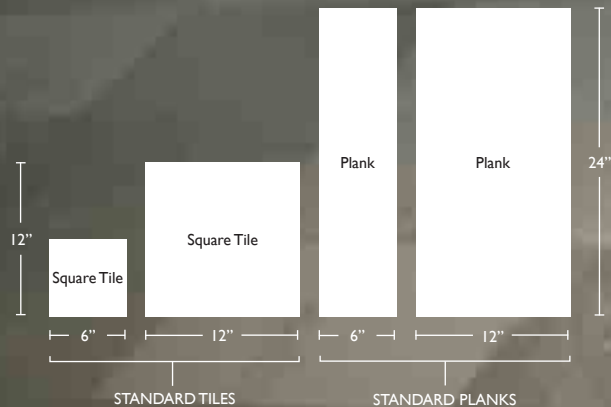 Plank
Plank
24”
12”
Square Tile
Square Tile
6”
12”
6”
12”
STANDARD TILES
STANDARD PLANKS